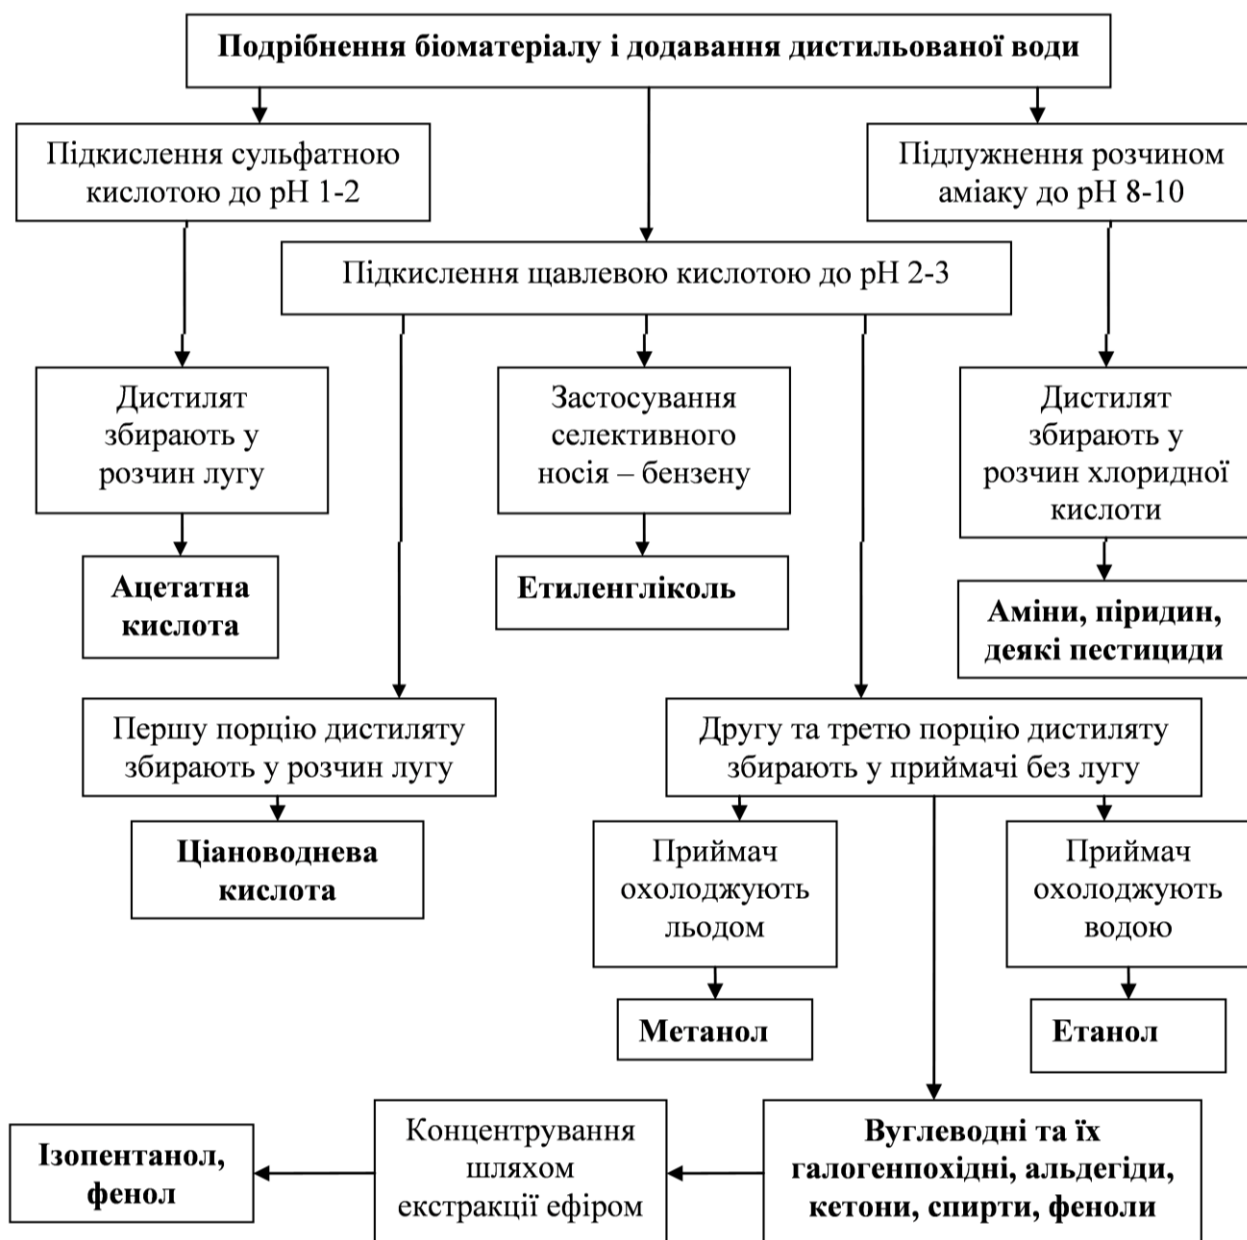 Подрібнення біоматеріалу і додавання дистильованої води
Підкислення сульфатною
кислотою до рН 1-2
Підлужнення розчином
аміаку до рН 8-10
Підкислення щавлевою кислотою до рН 2-3
Дистилят
збирають у
розчин лугу
Застосування
селективного
носія – бензену
Дистилят
збирають у
розчин хлоридної
кислоти
Ацетатна
кислота
Етиленгліколь
Аміни, піридин,
деякі пестициди
Першу порцію дистиляту
збирають у розчин лугу
Другу та третю порцію дистиляту
збирають у приймачі без лугу
Ціановоднева
кислота
Приймач
охолоджують
льодом
Приймач
охолоджують
водою
Метанол
Етанол
Ізопентанол,
фенол
Концентрування
шляхом
екстракції ефіром
Вуглеводні та їх
галогенпохідні, альдегіди,
кетони, спирти, феноли